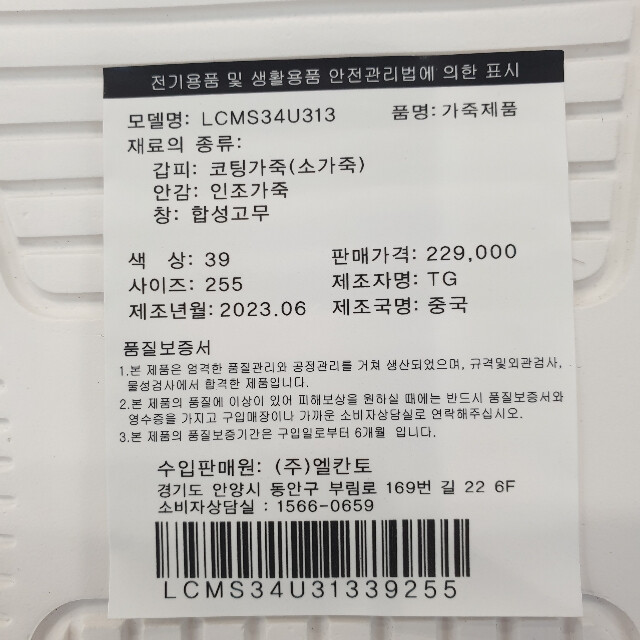 전기용품 및 생활용품 안전관리법에 의한 표시
모델명: LCMS34U313 품명: 가죽제품
재료의 종류:
갑피: 코팅가죽(소가죽)
안감: 인조가죽
창: 합성고무
색 상: 39 판매가격: 229,000
사이즈: 255 제조자명: TG
제조년월: 2023.06 제조국명: 중국
품질보증서
1.본 제품은 엄격한 품질관리와 공정관리를 거쳐 생산되었으며, 규격및외관검사,
물성검사에서 합격한 제품입니다.
2.본 제품의 품질에 이상이 있어 피해보상을 원하실 때에는 반드시 품질보증서와
영수증을 가지고 구입매장이나 가까운 소비자상담실로 연락해주십시오.
3.본 제품의 품질보증기간은 구입일로부터 6개월 입니다.
수입판매원: (주)엘칸토
경기도 안양시 동안구 부림로 169번 길 22 6F
소비자상담실 : 1566-0659
LCMS34U31339255